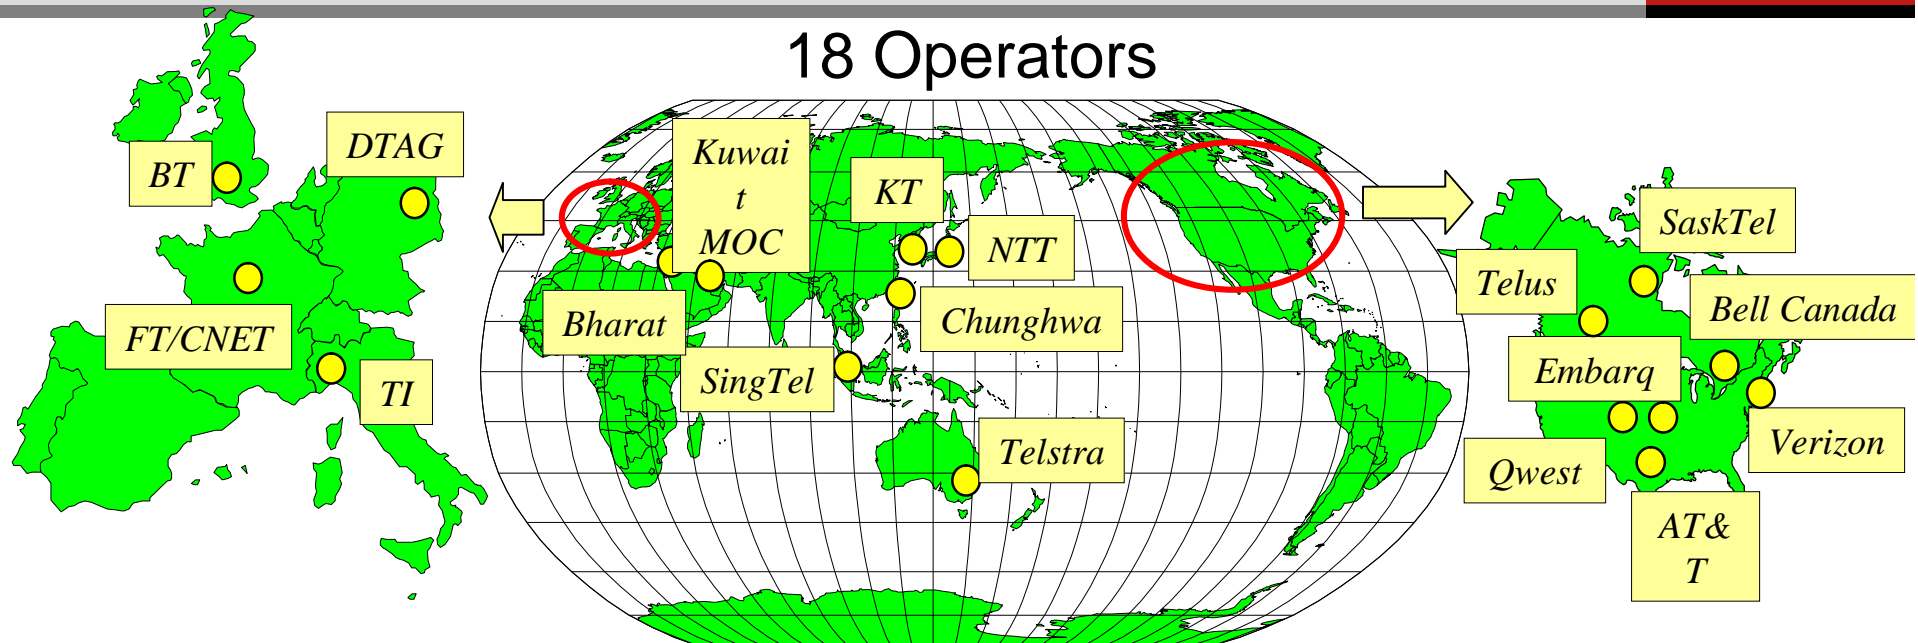 18 Operators
BT
DTAG
FT/CNET
TI
Kuwai
t
MOC
KT
NTT
Bharat
Chunghwa
SingTel
Telstra
SaskTel
Telus
Bell Canada
Embarq
Verizon
Qwest
AT&
T